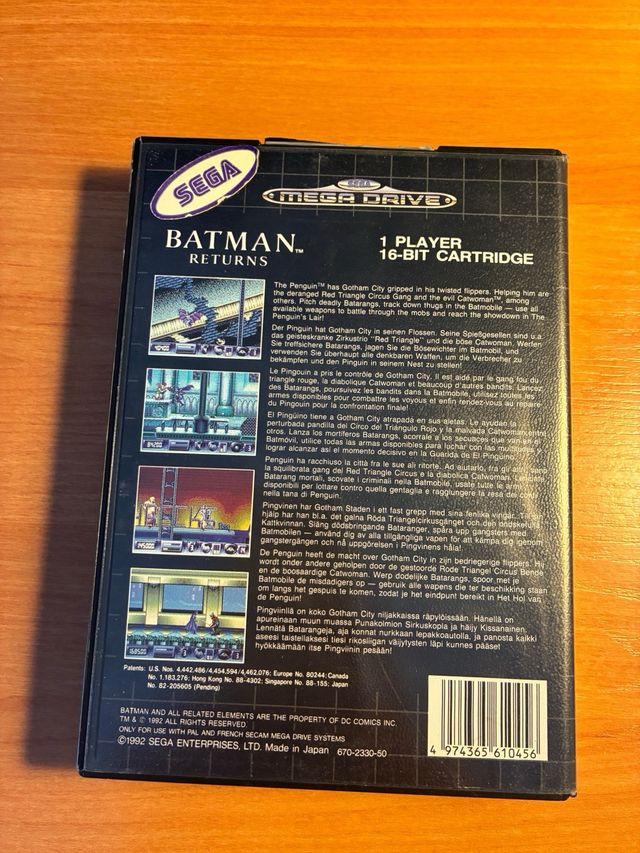 SEGA
SEGA
MEGA DRIVE
BATMAN™
RETURNS
1 PLAYER
16-BIT CARTRIDGE
The Penguin™ has Gotham City gripped in his twisted flippers. Helping him are
the deranged Red Triangle Circus Gang and the evil Catwoman™, among
others. Pitch deadly Batarangs, track down thugs in the Batmobile – use all
available weapons to battle through the mobs and reach the showdown in The
Penguin's Lair!
Der Pinguin hat Gotham City in seinen Flossen. Seine Spießgesellen sind u.a.
das geisteskranke Zirkustrio "Red Triangle" und die böse Catwoman. Werfen
Sie treffsichere Batarangs, jagen Sie die Bösewichter im Batmobil, und
verwenden Sie überhaupt alle denkbaren Waffen, um die Verbrecher zu
bekämpfen und den Pinguin in seinem Nest zu stellen!
Le Pingouin a pris le contrôle de Gotham City. Il est aidé par le gang fou du
triangle rouge, la diabolique Catwoman et beaucoup d'autres bandits. Lancez
des Batarangs, poursuivez les bandits dans la Batmobile, utilisez toutes les
armes disponibles pour combattre les voyous et enfin rendez-vous au repaire
du Pingouin pour la confrontation finale!
El Pingüino tiene a Gotham City atrapada en sus aletas. Le ayudan la
perturbada pandilla del Circo del Triángulo Rojo y la malvada Catwoman, entre
otros. Lanza los mortíferos Batarangs, acorrale a los secuaces que van en el
Batmóvil, utilice todas las armas disponibles para luchar con las multitudes y
lograr alcanzar así el momento decisivo en la Guarida de El Pingüino.
Penguin ha racchiuso la città fra le sue ali ritorte. Ad aiutarlo, fra gli altri, sono
la squilibrata gang del Red Triangle Circus e la diabolica Catwoman. Lanciate
Batarang mortali, scovate i criminali nella Batmobile, usate tutte le armi
disponibili per lottare contro quella gentaglia e raggiungere la resa dei conti
nella tana di Penguin.
Pingvinen har Gotham Staden i ett fast grepp med sina fenlika vingar. Till sin
hjälp har han bl.a. det galna Röda Triangelcirkusgänget och den ondskefulla
Kattkvinnan. Släng dödsbringande Bataranger, spåra upp gangsters med
Batmobilen – använd dig av alla tillgängliga vapen för att kämpa dig genom
gangstergängen och nå uppgörelsen i Pingvinens håla!
De Penguin heeft de macht over Gotham City in zijn bedriegerige flippers. Hij
wordt onder andere geholpen door de gestoorde Rode Triangel Circus Bende
en de boosaardige Catwoman. Werp dodelijke Batarangs, spoor met je
Batmobile de misdadigers op – gebruik alle wapens die ter beschikking staan
om langs het gespuis te komen, zodat je het eindpunt bereikt in Het Hol van
de Penguin!
Pingviinillä on koko Gotham City niljakkaissa räpylöissään. Hänellä on
apureinaan muun muassa Punakolmion Sirkuskopla ja häijy Kissanainen.
Lennätä Batarangeja, aja konnat nurkkaan lepakkoautolla, ja panosta kaikki
aseesi taistellaksesi tiesi rikosliigan väijytysten läpi kunnes pääset
hyökkäämään itse Pingviinin pesään!
Patents: U.S. Nos. 4,442,486/4,454,594/4,462,076; Europe No. 80244; Canada
No. 1,183,276; Hong Kong No. 88-4302; Singapore No. 88-155; Japan
No. 82-205605 (Pending)
BATMAN AND ALL RELATED ELEMENTS ARE THE PROPERTY OF DC COMICS INC.
TM & © 1992 ALL RIGHTS RESERVED.
ONLY FOR USE WITH PAL AND FRENCH SECAM MEGA DRIVE SYSTEMS
©1992 SEGA ENTERPRISES, LTD. Made in Japan 670-2330-50
4 974365 610456